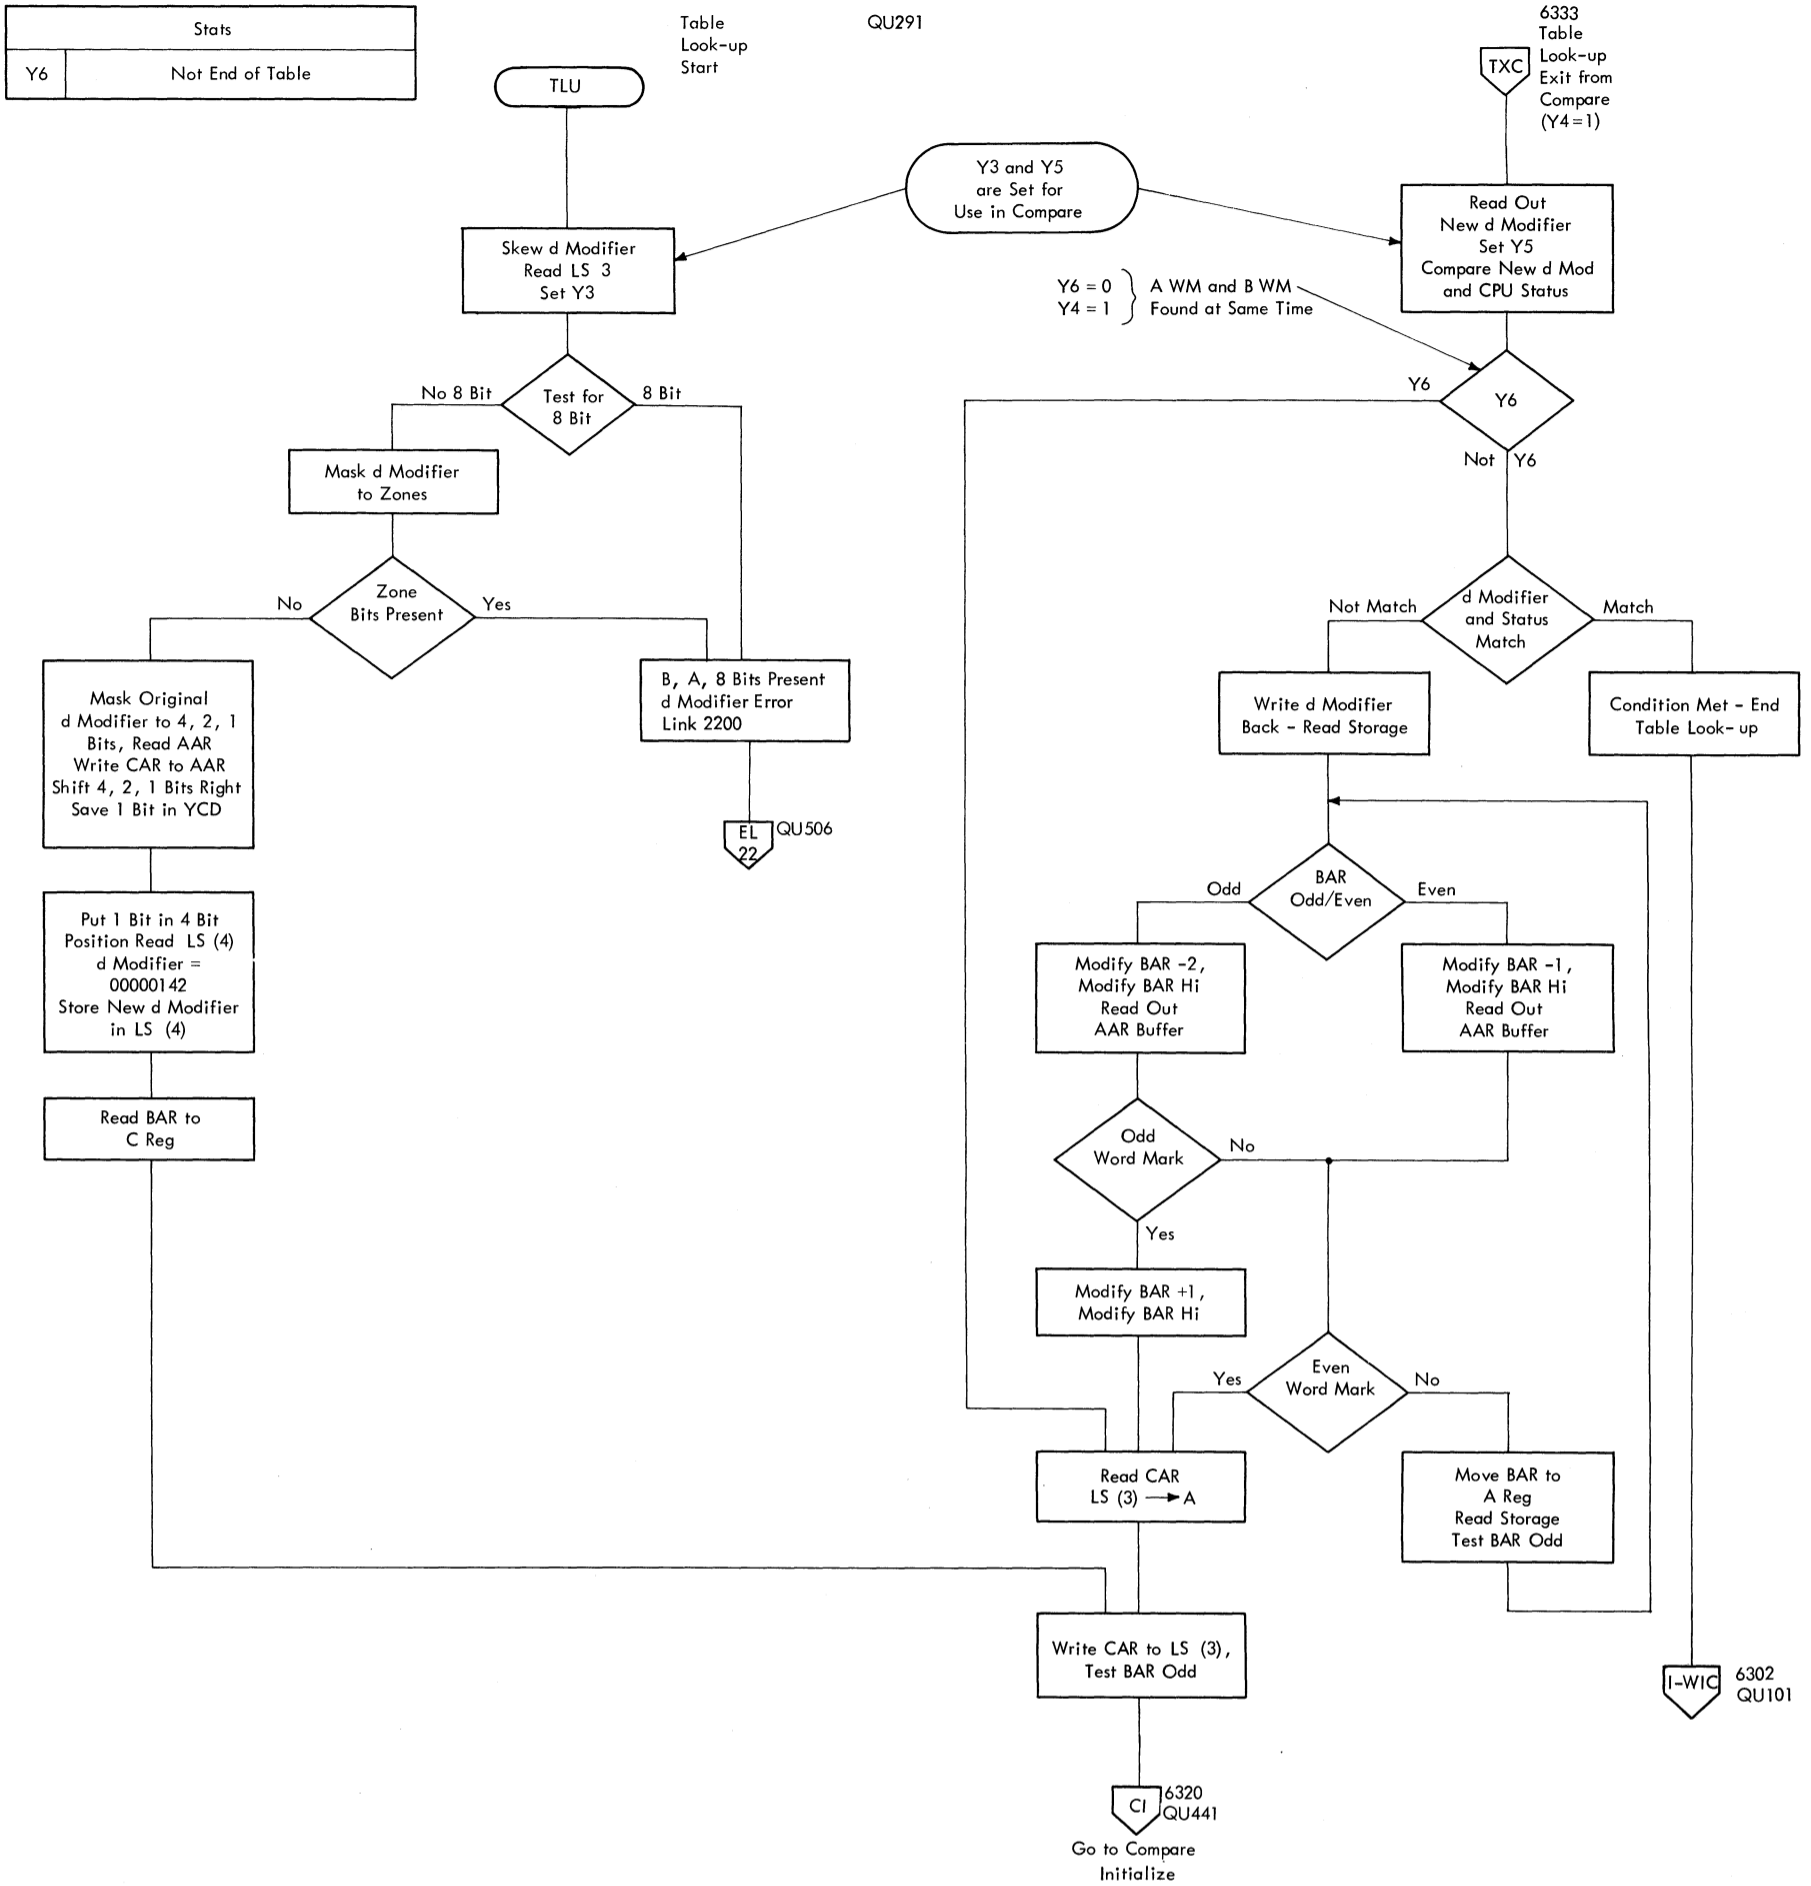 Stats
Y6
Not End of Table
Table
Look-up
Start
QU291
TLU
6333
Table
Look-up
Exit from
Compare
(Y4=1)
TXC
Y3 and Y5
are Set for
Use in Compare
Skew d Modifier
Read LS 3
Set Y3
Read Out
New d Modifier
Set Y5
Compare New d Mod
and CPU Status
Y6 = 0
Y4 = 1
A WM and B WM
Found at Same Time
No 8 Bit
Test for
8 Bit
8 Bit
Y6
Y6
Not Y6
Mask d Modifier
to Zones
No
Zone
Bits Present
Yes
Not Match
d Modifier
and Status
Match
Match
Mask Original
d Modifier to 4, 2, 1
Bits, Read AAR
Write CAR to AAR
Shift 4, 2, 1 Bits Right
Save 1 Bit in YCD
B, A, 8 Bits Present
d Modifier Error
Link 2200
Write d Modifier
Back - Read Storage
Condition Met - End
Table Look-up
EL
22
QU506
Odd
BAR
Odd/Even
Even
Put 1 Bit in 4 Bit
Position Read LS (4)
d Modifier =
00000142
Store New d Modifier
in LS (4)
Modify BAR -2,
Modify BAR Hi
Read Out
AAR Buffer
Modify BAR -1,
Modify BAR Hi
Read Out
AAR Buffer
Read BAR to
C Reg
Odd
Word Mark
No
Yes
Modify BAR +1,
Modify BAR Hi
Yes
Even
Word Mark
No
Read CAR
LS (3) → A
Move BAR to
A Reg
Read Storage
Test BAR Odd
Write CAR to LS (3),
Test BAR Odd
I-WIC
6302
QU101
CI
6320
QU441
Go to Compare
Initialize